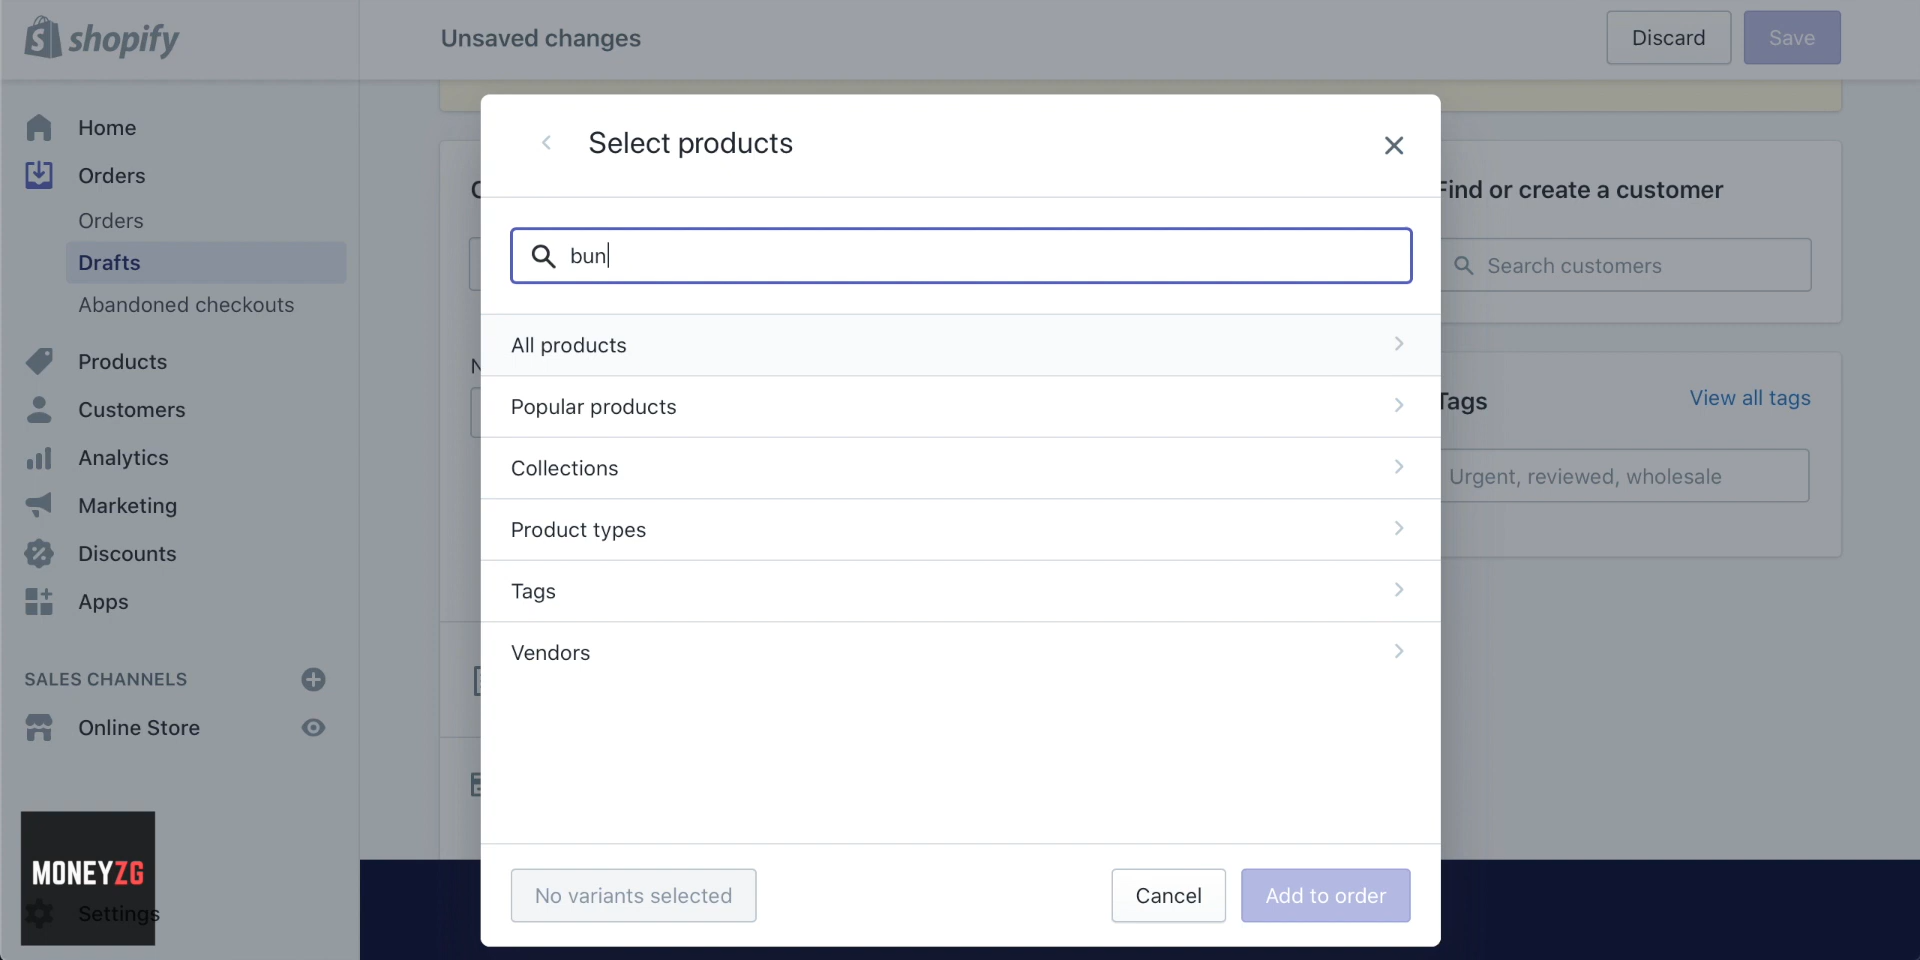 shopify
Unsaved changes
Discard
Save
Home
Orders
Orders
Drafts
Abandoned checkouts
Products
Customers
Analytics
Marketing
Discounts
Apps
SALES CHANNELS
Online Store
MONEYZG
Settings
Select products
bun
All products
Popular products
Collections
Product types
Tags
Vendors
No variants selected
Cancel
Add to order
Find or create a customer
Search customers
Tags
View all tags
Urgent, reviewed, wholesale